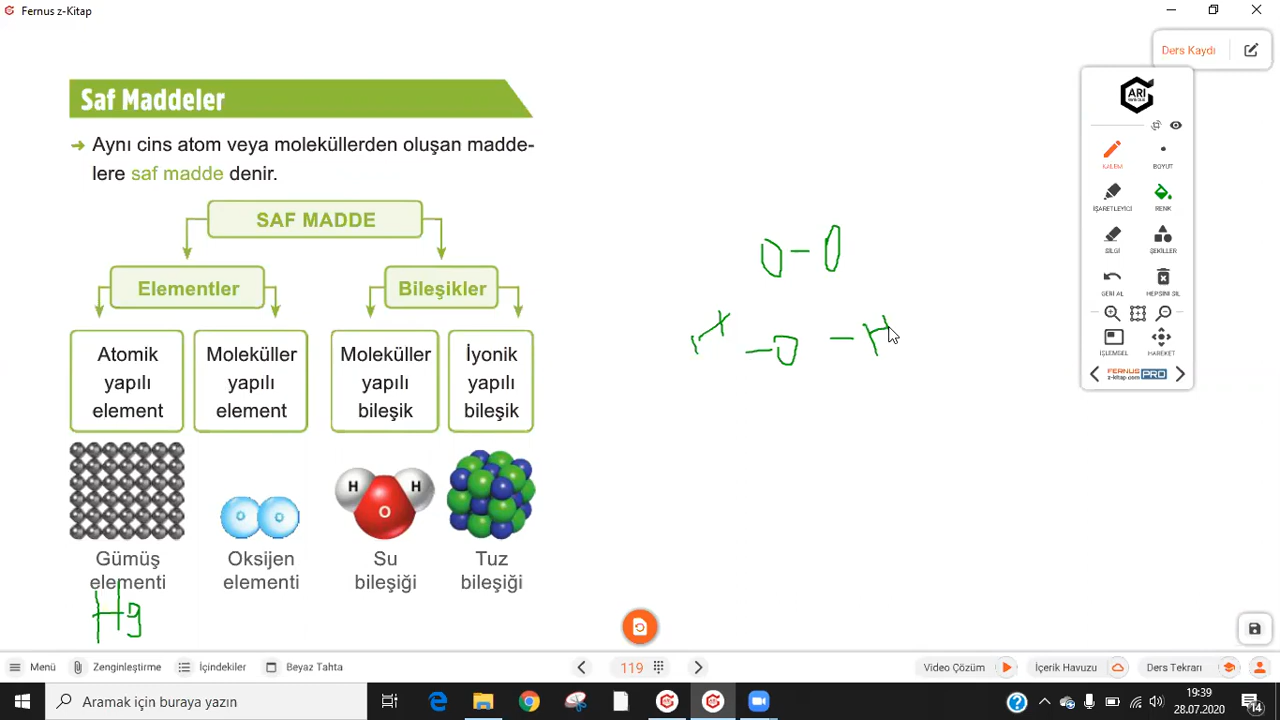 Fernus z-Kitap
Ders Kaydı
Saf Maddeler
→ Aynı cins atom veya moleküllerden oluşan madde-
lere saf madde denir.
SAF MADDE
Elementler
Bileşikler
Atomik
yapılı
element
Moleküller
yapılı
element
Moleküller
yapılı
bileşik
İyonik
yapılı
bileşik
H H
O
O O
Gümüş
elementi
Oksijen
elementi
Su
bileşiği
Tuz
bileşiği
Hg
O-O
H -O -H
ARI
KALEM
BOYUT
İŞARETLEYİCİ
RENK
SİLGİ
ŞEKİLLER
GERİ AL
HEPSİNİ SİL
İŞLEMSEL
HAREKET
FERNUS
z-kitap.com PRO
Menü
Zenginleştirme
İçindekiler
Beyaz Tahta
119
Video Çözüm
İçerik Havuzu
Ders Tekrarı
Aramak için buraya yazın
19:39
28.07.2020
14